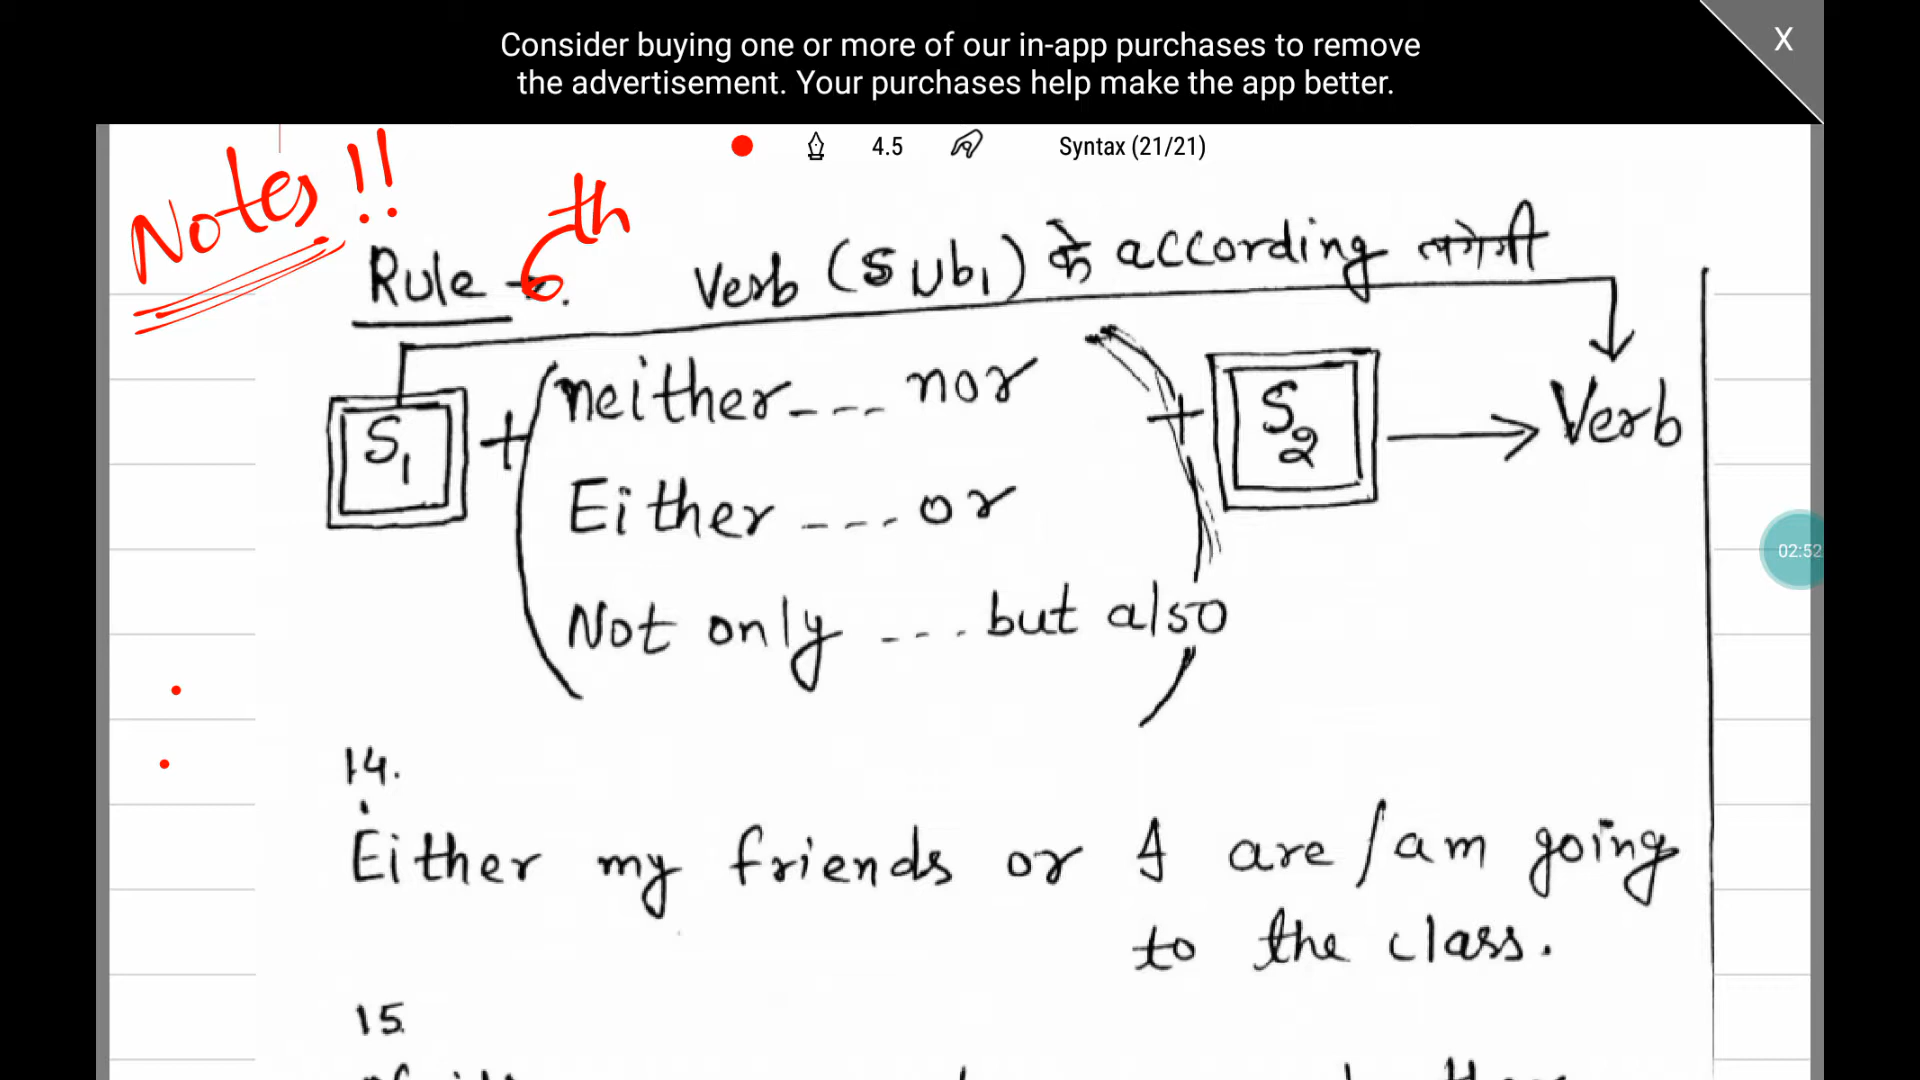 Consider buying one or more of our in-app purchases to remove
the advertisement. Your purchases help make the app better.
X
4.5 Syntax (21/21)
Notes !!
Rule → 6th Verb (Sub1) के according लगेगी
S1 + (neither --- nor) + S2 → Verb
Either --- or
Not only --- but also
02:52
14.
Either my friends or I are / am going
to the class.
15